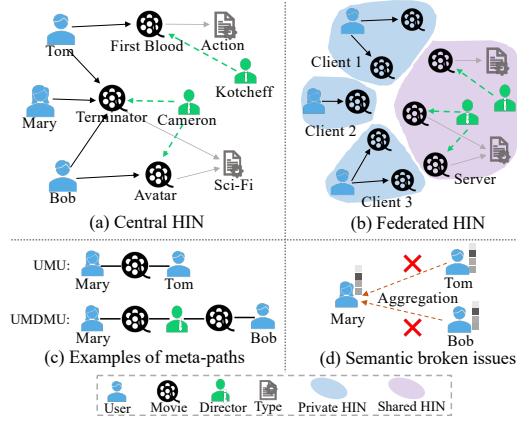 Tom
First Blood
Action
Kotcheff
Mary
Terminator
Cameron
Bob
Avatar
Sci-Fi
(a) Central HIN
Client 1
Client 2
Client 3
Server
(b) Federated HIN
UMU:
Mary
Tom
UMDMU:
Mary
Bob
(c) Examples of meta-paths
Tom
Aggregation
Mary
Bob
(d) Semantic broken issues
User
Movie
Director
Type
Private HIN
Shared HIN